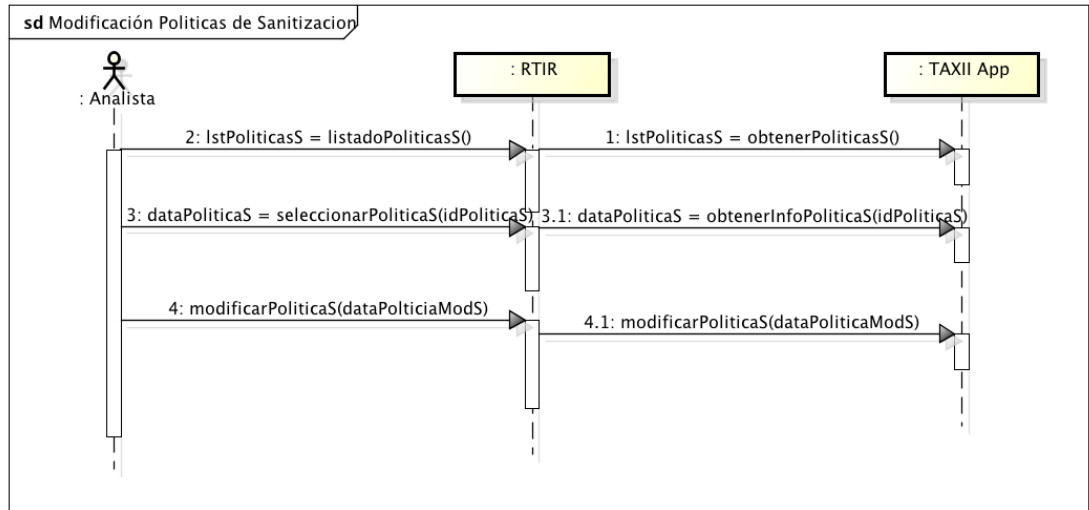 sd Modificación Politicas de Sanitizacion
: Analista
: RTIR
: TAXII App
2: lstPoliticasS = listadoPoliticasS()
1: lstPoliticasS = obtenerPoliticasS()
3: dataPoliticaS = seleccionarPoliticaS(idPoliticaS)
3.1: dataPoliticaS = obtenerInfoPoliticaS(idPoliticaS)
4: modificarPoliticaS(dataPolticiaModS)
4.1: modificarPoliticaS(dataPoliticaModS)